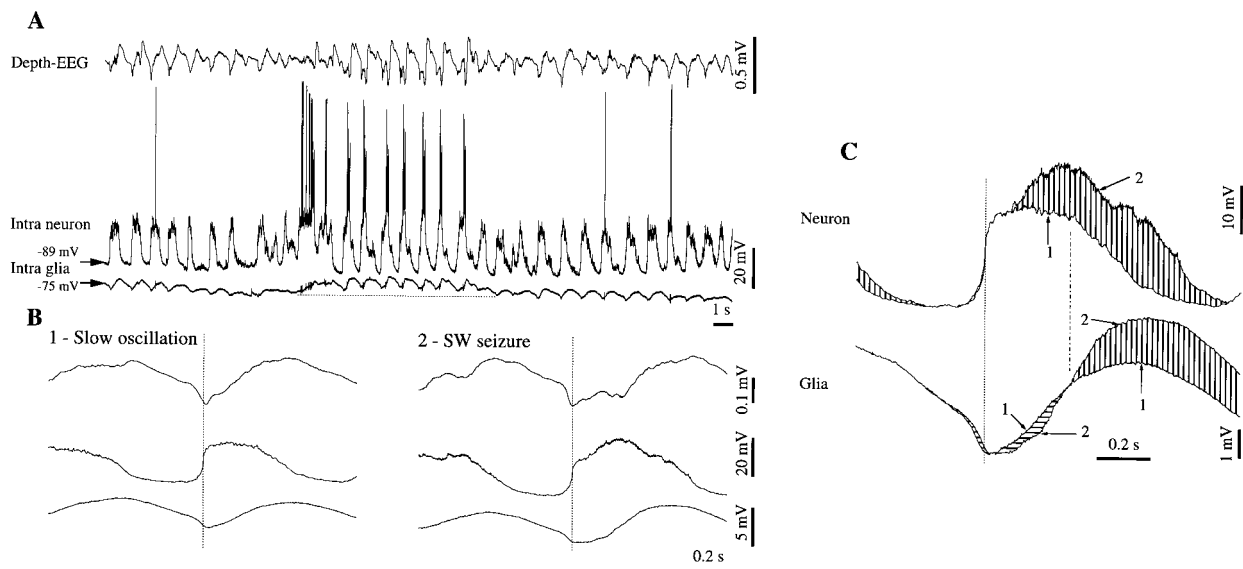 A
Depth-EEG
0.5 mV
Intra neuron
-89 mV
Intra glia
-75 mV
20 mV
1 s
B
1 - Slow oscillation
2 - SW seizure
0.1 mV
20 mV
5 mV
0.2 s
C
2
Neuron
1
10 mV
2
Glia
1
1
2
0.2 s
1 mV